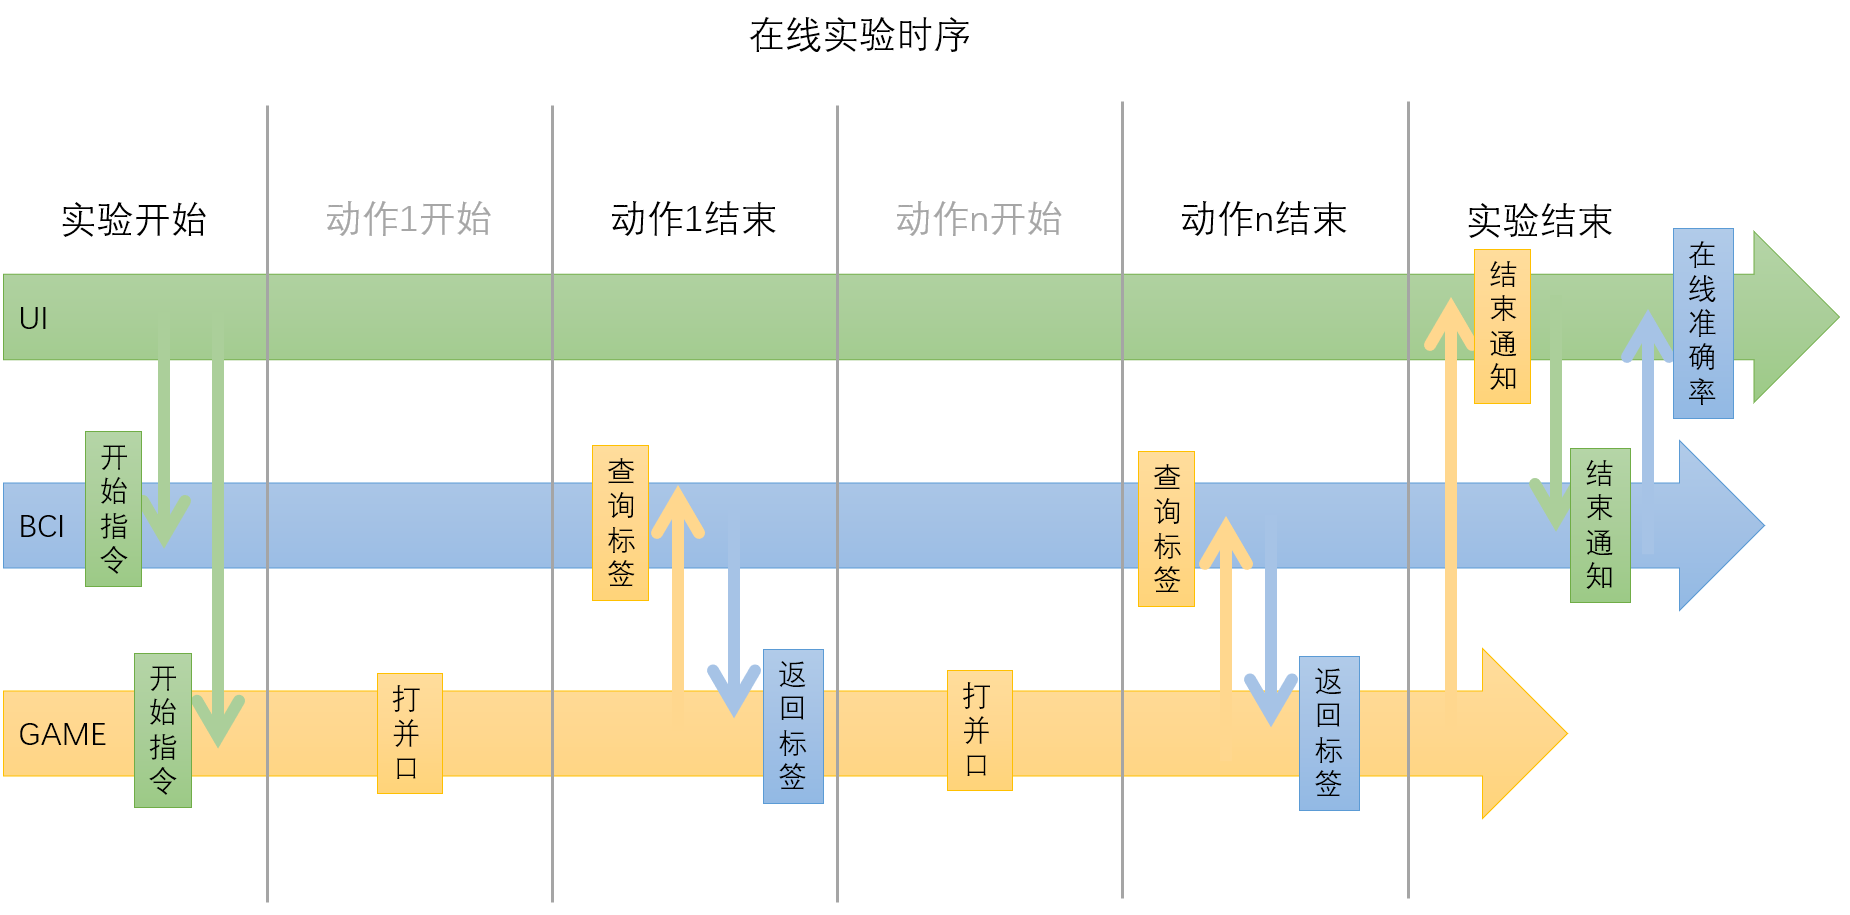 在线实验时序
实验开始
动作1开始
动作1结束
动作n开始
动作n结束
实验结束
UI
结束通知
在线准确率
BCI
开始指令
查询标签
查询标签
结束通知
GAME
开始指令
打并口
返回标签
打并口
返回标签